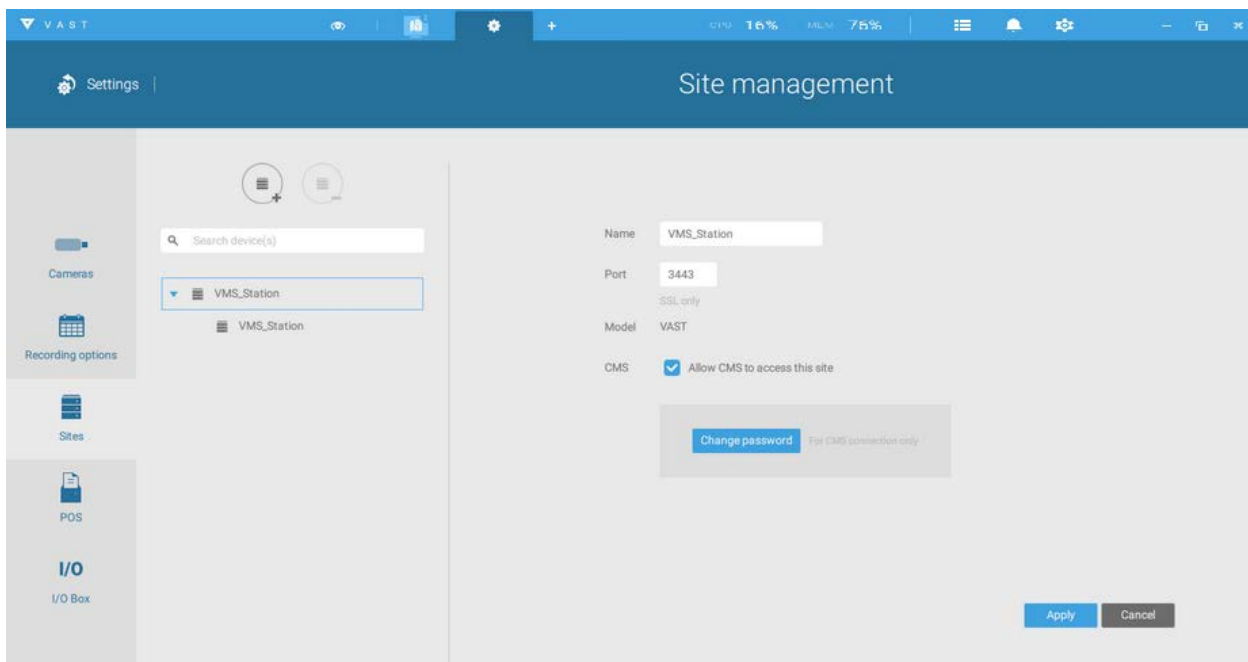 VAST
CPU 16% MEM 76%
Settings
Site management
Search device(s)
Cameras
Recording options
Sites
POS
I/O
I/O Box
VMS_Station
VMS_Station
Name VMS_Station
Port 3443
SSL only
Model VAST
CMS Allow CMS to access this site
Change password For CMS connection only
Apply Cancel